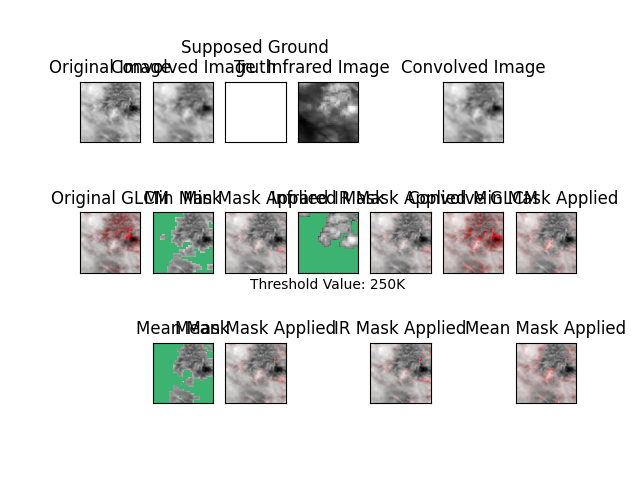 Supposed Ground
Original Image Convolved Image Truth Infrared Image Convolved Image
Original GLCM Min Mask Min Mask Applied Infrared Mask IR Mask Applied Convolved GLCM Min Mask Applied
Threshold Value: 250K
Mean Mask Mean Mask Applied IR Mask Applied Mean Mask Applied